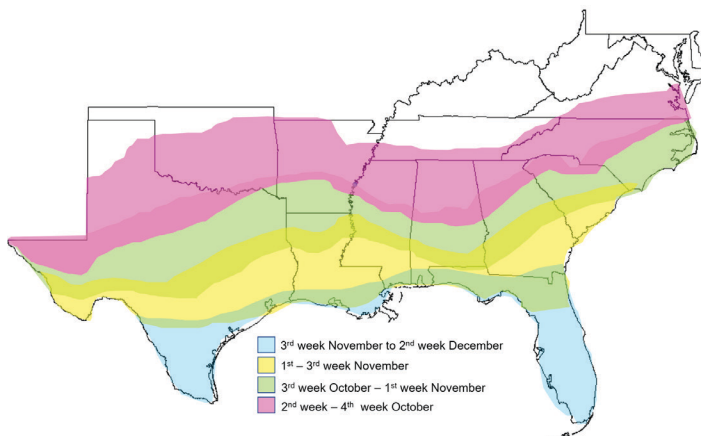 3rd week November to 2nd week December
1st – 3rd week November
3rd week October – 1st week November
2nd week – 4th week October